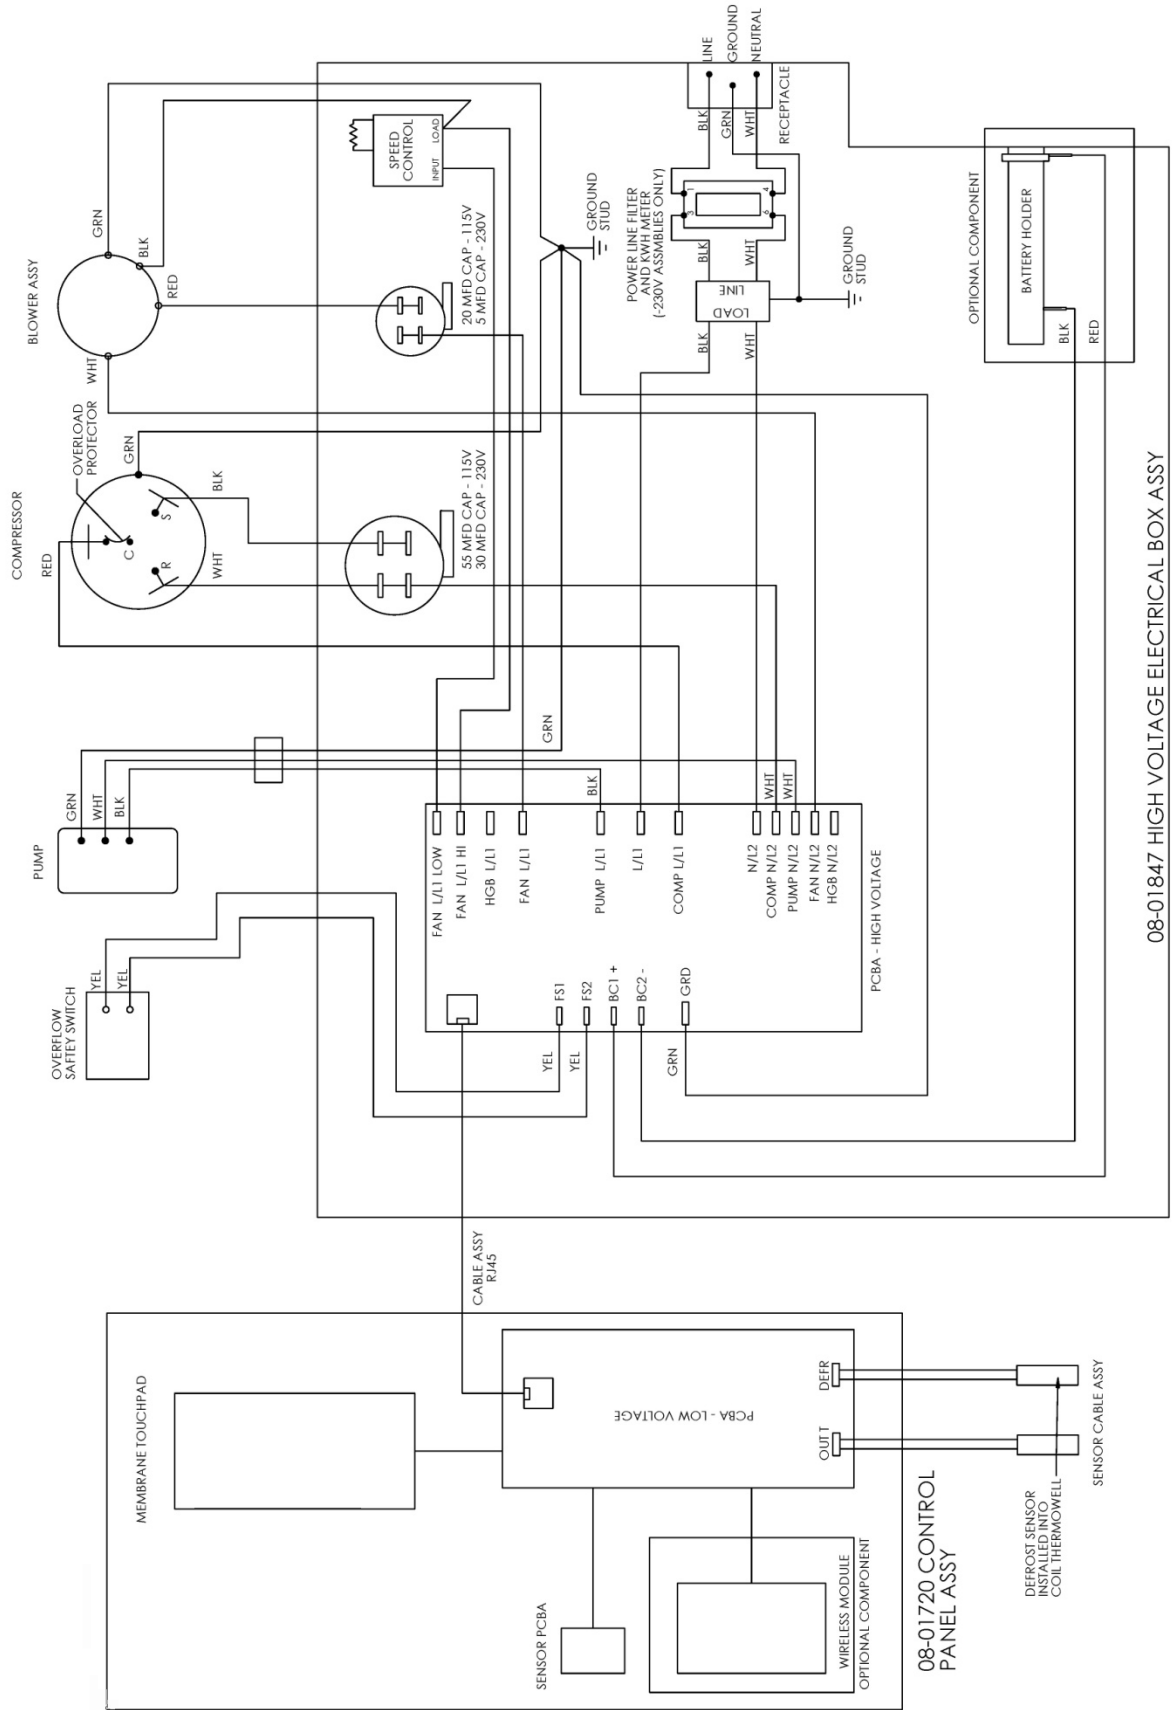 COMPRESSOR
RED
OVERLOAD
PROTECTOR
GRN
C
S
R
BLK
WHT
55 MFD CAP - 115V
30 MFD CAP - 230V
BLOWER ASSY
GRN
BLK
RED
WHT
20 MFD CAP - 115V
5 MFD CAP - 230V
SPEED
CONTROL
INPUT
LOAD
GROUND
STUD
LINE
GROUND
NEUTRAL
RECEPTACLE
BLK
GRN
WHT
POWER LINE FILTER
AND KWH METER
(-230V ASSMBLIES ONLY)
1
3
4
6
BLK
WHT
LINE
LOAD
BLK
WHT
GROUND
STUD
OPTIONAL COMPONENT
BATTERY HOLDER
BLK
RED
PUMP
GRN
WHT
BLK
GRN
OVERFLOW
SAFTEY SWITCH
YEL
YEL
BLK
WHT
WHT
FAN L/L1 LOW
FAN L/L1 HI
HGB L/L1
FAN L/L1
PUMP L/L1
L/L1
COMP L/L1
N/L2
COMP N/L2
PUMP N/L2
FAN N/L2
HGB N/L2
FS1
FS2
BC1 +
BC2 -
GRD
PCBA - HIGH VOLTAGE
YEL
YEL
GRN
08-01847 HIGH VOLTAGE ELECTRICAL BOX ASSY
CABLE ASSY
RJ45
MEMBRANE TOUCHPAD
PCBA - LOW VOLTAGE
DEFR
OUT T
SENSOR PCBA
WIRELESS MODULE
OPTIONAL COMPONENT
08-01720 CONTROL
PANEL ASSY
DEFROST SENSOR
INSTALLED INTO
COIL THERMOWELL
SENSOR CABLE ASSY